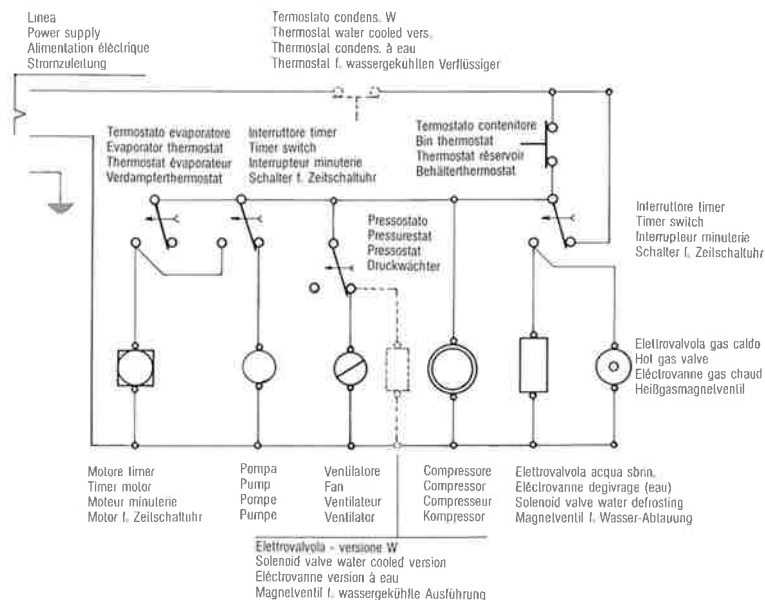 Linea
Power supply
Alimentation éléctrique
Stromzuleitung
Termostato condens. W
Thermostat water cooled vers.
Thermostat condens. à eau
Thermostat f. wassergekühlten Verflüssiger
Termostato evaporatore
Evaporator thermostat
Thermostat évaporateur
Verdampferthermostat
Interruttore timer
Timer switch
Interrupteur minuterie
Schalter f. Zeitschaltuhr
Termostato contenitore
Bin thermostat
Thermostat réservoir
Behälterthermostat
Pressostato
Pressurestat
Pressostat
Druckwächter
Interruttore timer
Timer switch
Interrupteur minuterie
Schalter f. Zeilschaltuhr
Elettrovalvola gas caldo
Hot gas valve
Eléctrovanne gas chaud
Heißgasmagnelventil
Motore timer
Timer motor
Moteur minuterie
Motor f. Zeitschaltuhr
Pompa
Pump
Pompe
Pumpe
Ventilatore
Fan
Ventilateur
Ventilator
Compressore
Compressor
Compresseur
Kompressor
Elettrovalvola acqua sbrin.
Eléctrovanne degivrage (eau)
Solenoid valve water defrosting
Magnelventil f. Wasser-Abtauung
Elettrovalvola - versione W
Solenoid valve water cooled version
Eléctrovanne version à eau
Magnelventil f. wassergekühlte Ausführung